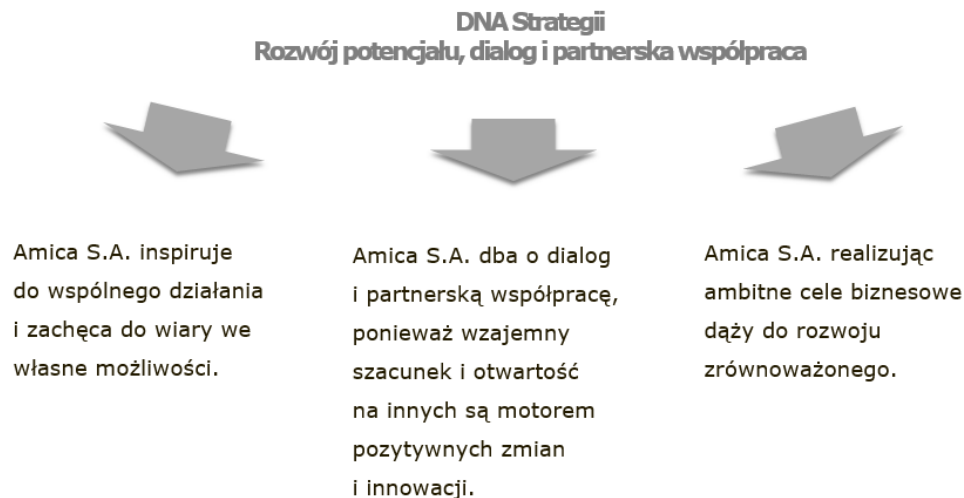 DNA Strategii
Rozwój potencjału, dialog i partnerska współpraca
Amica S.A. inspiruje
do wspólnego działania
i zachęca do wiary we
własne możliwości.
Amica S.A. dba o dialog
i partnerską współpracę,
ponieważ wzajemny
szacunek i otwartość
na innych są motorem
pozytywnych zmian
i innowacji.
Amica S.A. realizując
ambitne cele biznesowe
dąży do rozwoju
zrównoważonego.